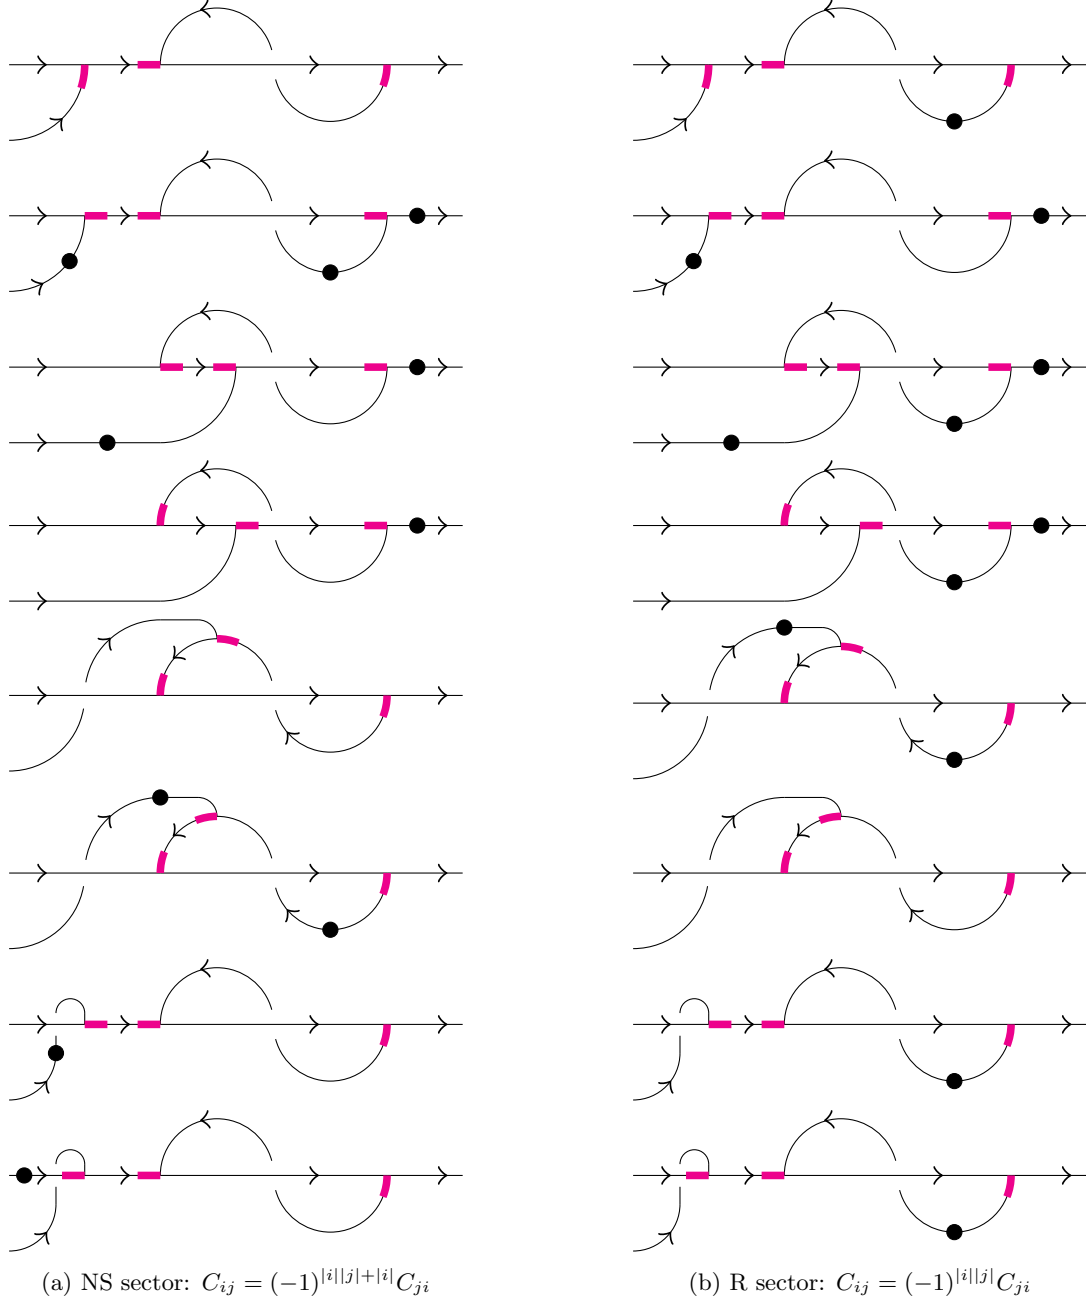 (a) NS sector: $C_{ij} = (-1)^{|i||j|+|i|} C_{ji}$
(b) R sector: $C_{ij} = (-1)^{|i||j|} C_{ji}$